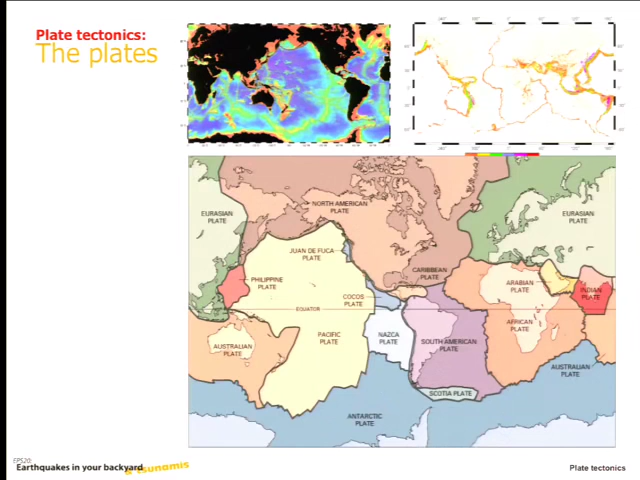 Plate tectonics:
The plates
EURASIAN
PLATE
NORTH AMERICAN
PLATE
EURASIAN
PLATE
JUAN DE FUCA
PLATE
CARIBBEAN
PLATE
PHILIPPINE
PLATE
ARABIAN
PLATE
INDIAN
PLATE
COCOS
PLATE
EQUATOR
AFRICAN
PLATE
AUSTRALIAN
PLATE
PACIFIC
PLATE
NAZCA
PLATE
SOUTH AMERICAN
PLATE
AUSTRALIAN
PLATE
SCOTIA PLATE
ANTARCTIC
PLATE
EPS20:
Earthquakes in your backyard
& Tsunamis
Plate tectonics